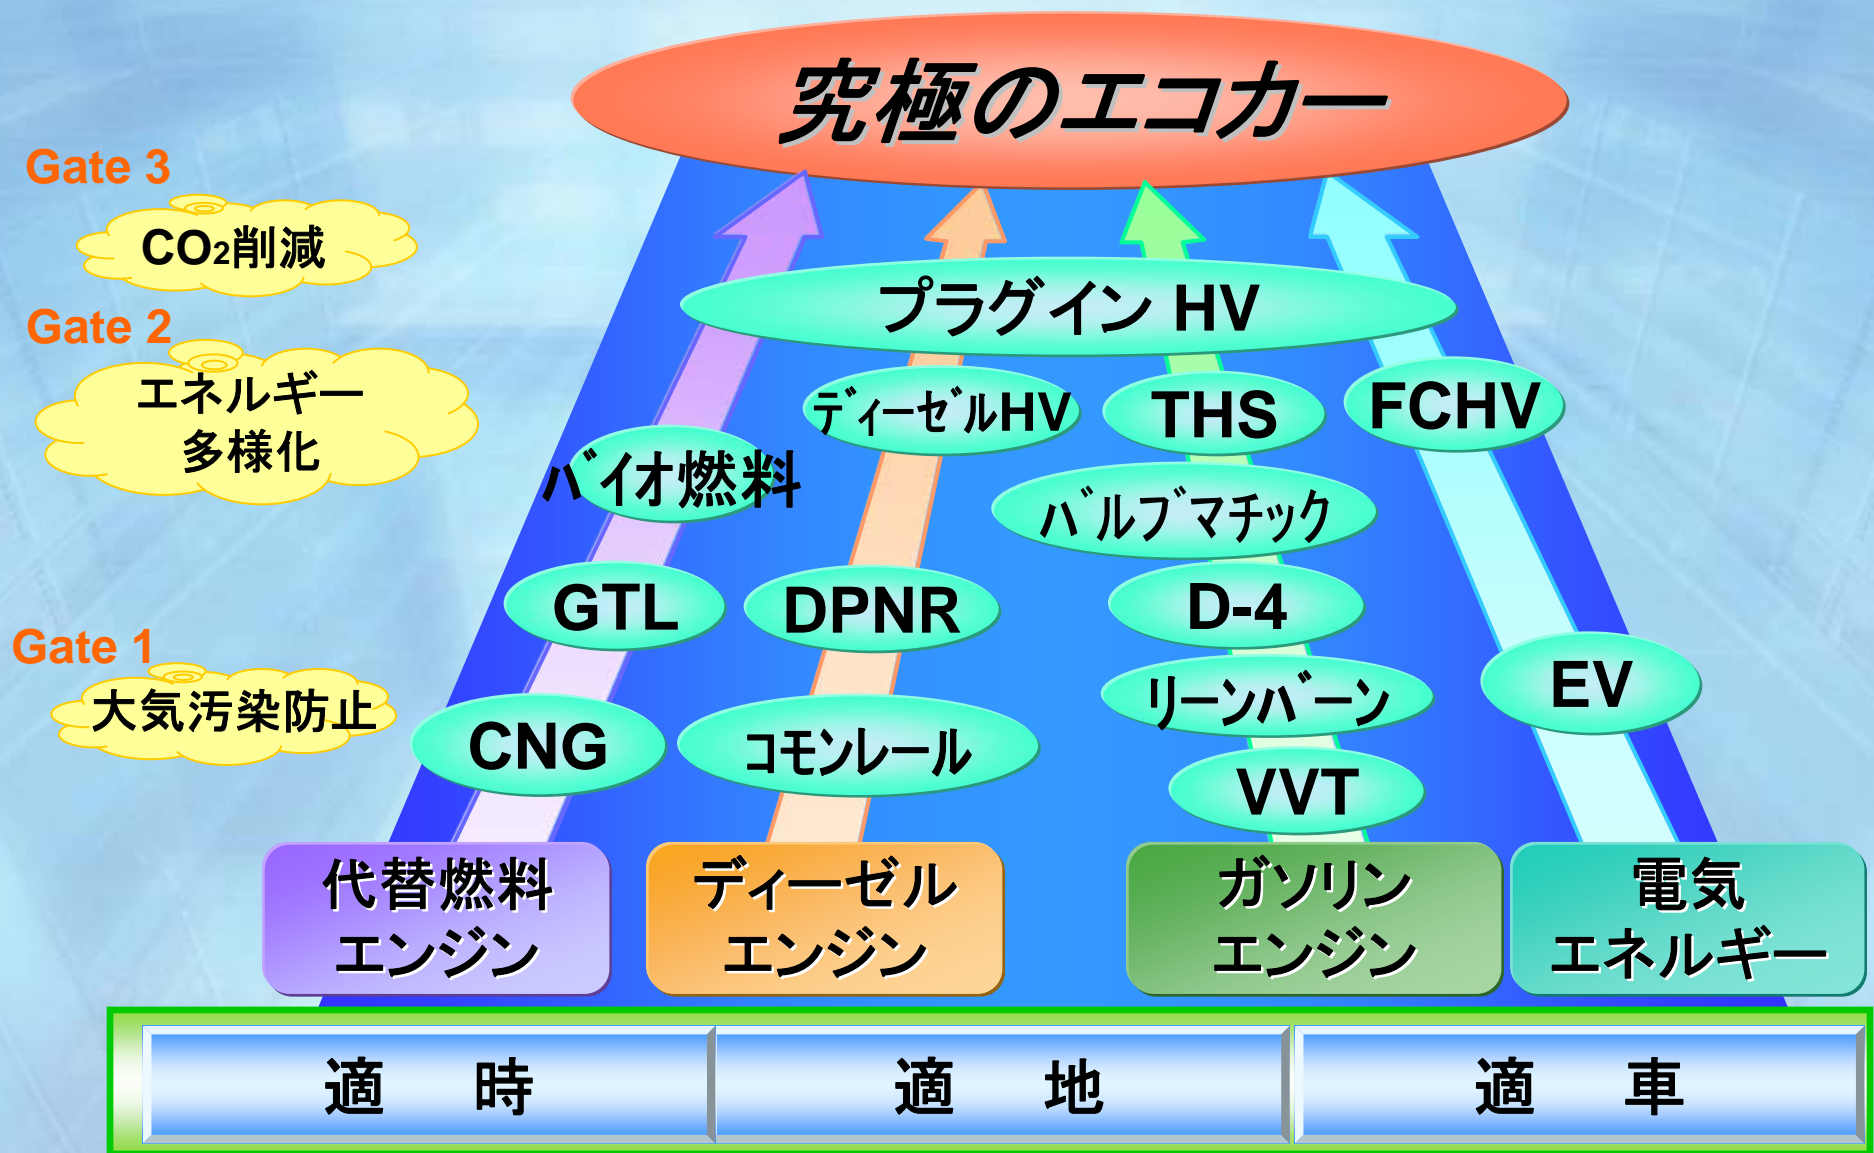 究極のエコカー
Gate 3
CO₂削減
Gate 2
エネルギー
多様化
Gate 1
大気汚染防止
プラグイン HV
ディーゼルHV
THS
FCHV
バイオ燃料
バルブマチック
GTL
DPNR
D-4
リーンバーン
EV
CNG
コモンレール
VVT
代替燃料
エンジン
ディーゼル
エンジン
ガソリン
エンジン
電気
エネルギー
適 時
適 地
適 車